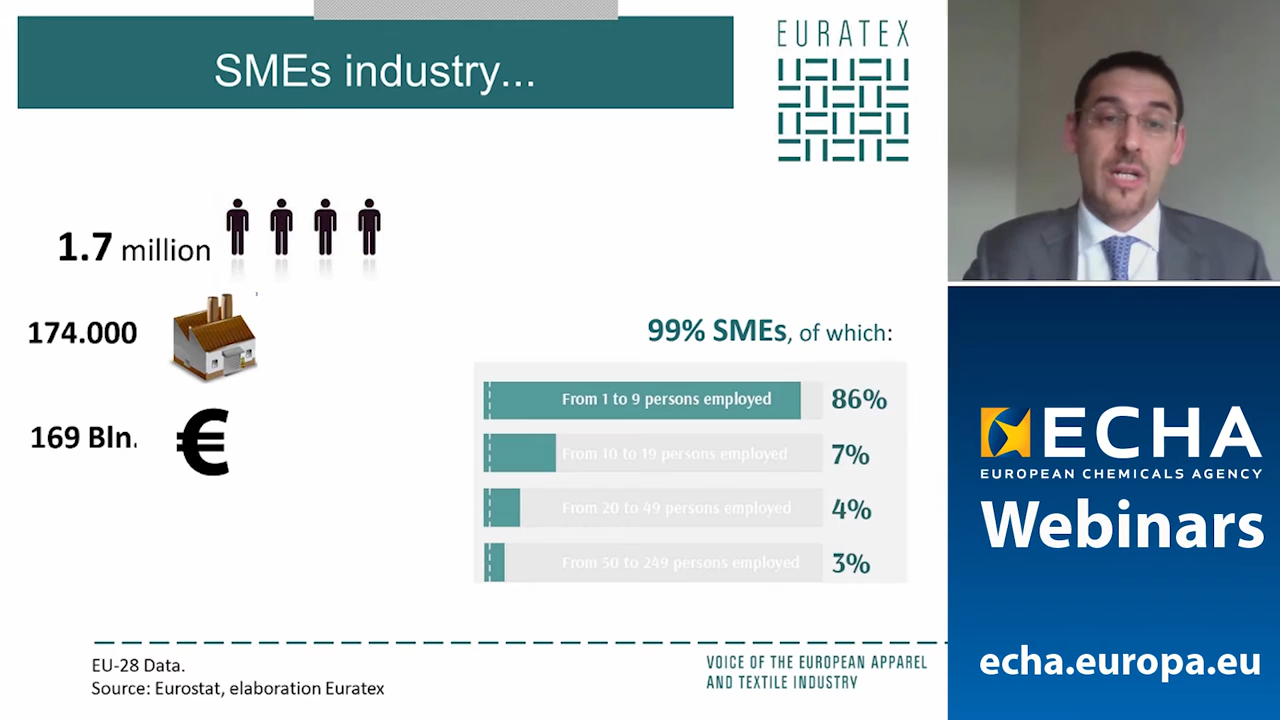 SMEs industry...
EURATEX
1.7 million
174.000
169 Bln.
99% SMEs, of which:
From 1 to 9 persons employed 86%
From 10 to 19 persons employed 7%
From 20 to 49 persons employed 4%
From 50 to 249 persons employed 3%
EU-28 Data.
Source: Eurostat, elaboration Euratex
VOICE OF THE EUROPEAN APPAREL
AND TEXTILE INDUSTRY
ECHA
EUROPEAN CHEMICALS AGENCY
Webinars
echa.europa.eu